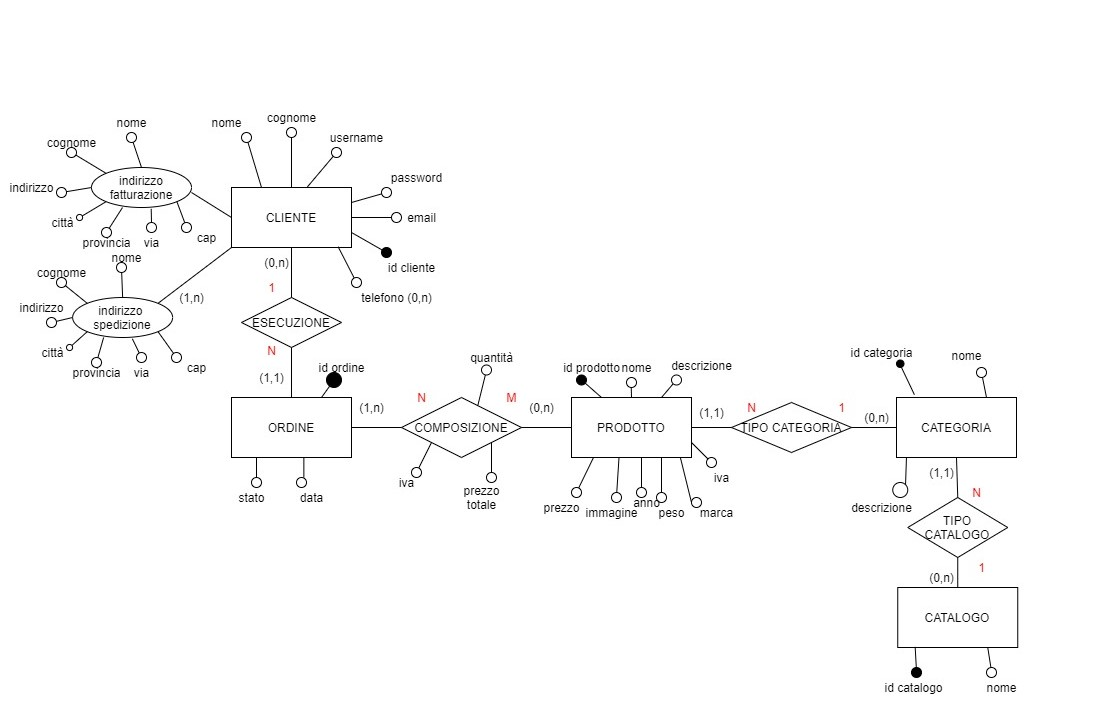 cognome
nome
nome
cognome
username
password
indirizzo
fatturazione
indirizzo
CLIENTE
email
città
provincia
via
cap
id cliente
telefono (0,n)
(0,n)
1
nome
cognome
(1,n)
indirizzo
indirizzo
spedizione
città
provincia
via
cap
ESECUZIONE
N
(1,1)
id ordine
ORDINE
stato
data
(1,n)
N
quantità
M
COMPOSIZIONE
iva
prezzo
totale
(0,n)
id prodotto
nome
descrizione
PRODOTTO
prezzo
immagine
anno
peso
marca
iva
(1,1)
N
1
TIPO CATEGORIA
(0,n)
id categoria
nome
CATEGORIA
descrizione
(1,1)
N
TIPO
CATALOGO
1
(0,n)
CATALOGO
id catalogo
nome